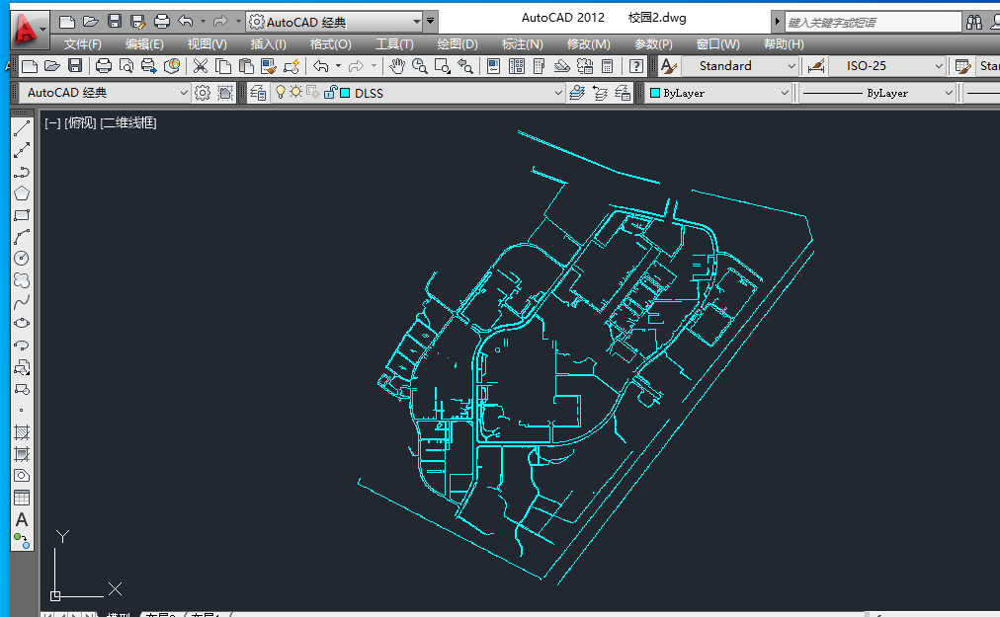 AutoCAD 经典
AutoCAD 2012 校园2.dwg
键入关键字或短语
文件(F) 编辑(E) 视图(V) 插入(I) 格式(O) 工具(T) 绘图(D) 标注(N) 修改(M) 参数(P) 窗口(W) 帮助(H)
Standard
ISO-25
AutoCAD 经典
DLSS
ByLayer
ByLayer
[−] [俯视] [二维线框]
A
Y
X
模型